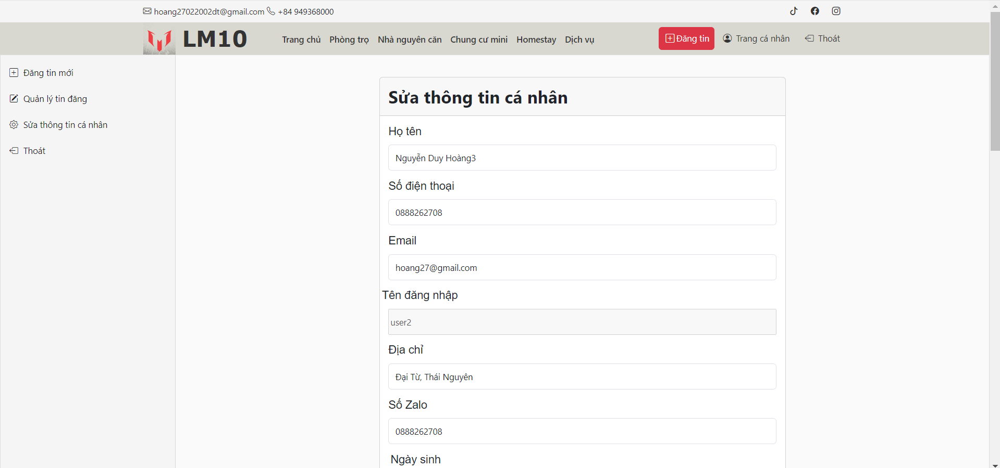 hoang27022002dt@gmail.com +84 949368000
LM10 Trang chủ Phòng trọ Nhà nguyên căn Chung cư mini Homestay Dịch vụ Đăng tin Trang cá nhân Thoát
Đăng tin mới
Quản lý tin đăng
Sửa thông tin cá nhân
Thoát
Sửa thông tin cá nhân
Họ tên
Nguyễn Duy Hoàng3
Số điện thoại
0888262708
Email
hoang27@gmail.com
Tên đăng nhập
user2
Địa chỉ
Đại Từ, Thái Nguyên
Số Zalo
0888262708
Ngày sinh